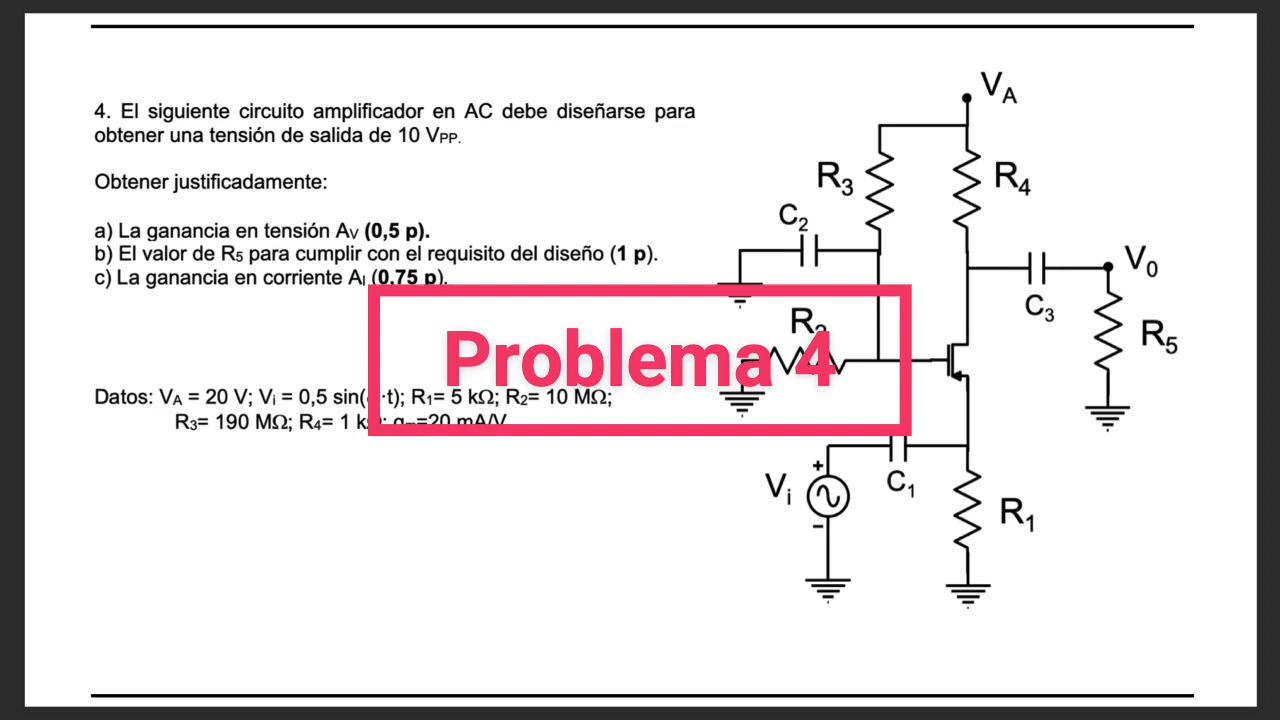 4. El siguiente circuito amplificador en AC debe diseñarse para
obtener una tensión de salida de 10 VPP.
Obtener justificadamente:
a) La ganancia en tensión AV (0,5 p).
b) El valor de R5 para cumplir con el requisito del diseño (1 p).
c) La ganancia en corriente AI (0,75 p).
Problema 4
Datos: VA = 20 V; Vi = 0,5 sin( ·t); R1= 5 kΩ; R2= 10 MΩ;
R3= 190 MΩ; R4= 1 kΩ; gm=20 mA/V
VA
R3
R4
C2
V0
C3
R2
R5
Vi
+
-
C1
R1